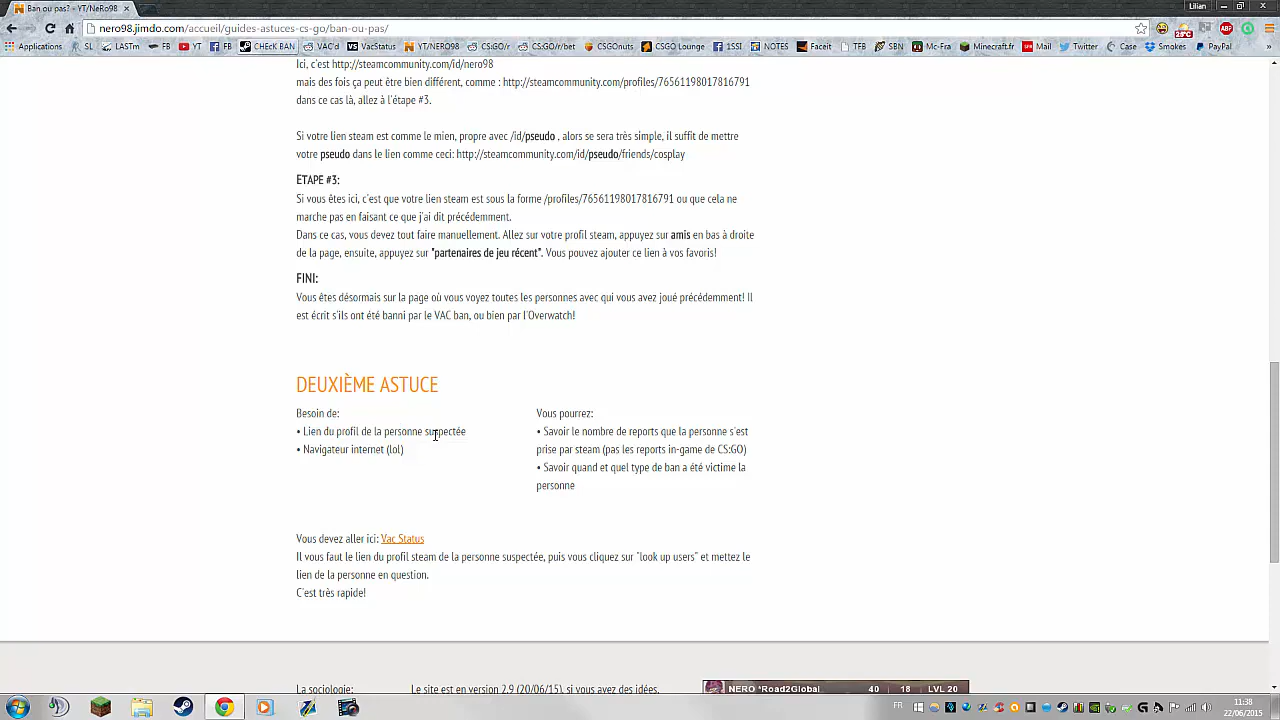 Ban ou pas? - YT/NeRo98
Lilian
nero98.jimdo.com/accueil/guides-astuces-cs-go/ban-ou-pas/
Applications SL LASTm FB YT FB CHEcK BAN VAC'd VacStatus YT/NERO98 CS:GO//r CS:GO//bet CSGOnuts CSGO Lounge 1SSI NOTES Faceit TFB SBN Mc-Fra Minecraft.fr Mail Twitter Case Smokes PayPal »
Ici, c'est http://steamcommunity.com/id/nero98
mais des fois ça peut être bien différent, comme : http://steamcommunity.com/profiles/76561198017816791
dans ce cas là, allez à l'étape #3.
Si votre lien steam est comme le mien, propre avec /id/pseudo , alors se sera très simple, il suffit de mettre
votre pseudo dans le lien comme ceci: http://steamcommunity.com/id/pseudo/friends/cosplay
ETAPE #3:
Si vous êtes ici, c'est que votre lien steam est sous la forme /profiles/76561198017816791 ou que cela ne
marche pas en faisant ce que j'ai dit précédemment.
Dans ce cas, vous devez tout faire manuellement. Allez sur votre profil steam, appuyez sur amis en bas à droite
de la page, ensuite, appuyez sur "partenaires de jeu récent". Vous pouvez ajouter ce lien à vos favoris!
FINI:
Vous êtes désormais sur la page où vous voyez toutes les personnes avec qui vous avez joué précédemment! Il
est écrit s'ils ont été banni par le VAC ban, ou bien par l'Overwatch!
DEUXIÈME ASTUCE
Besoin de:
• Lien du profil de la personne suspectée
• Navigateur internet (lol)
Vous pourrez:
• Savoir le nombre de reports que la personne s'est
prise par steam (pas les reports in-game de CS:GO)
• Savoir quand et quel type de ban a été victime la
personne
Vous devez aller ici: Vac Status
Il vous faut le lien du profil steam de la personne suspectée, puis vous cliquez sur "look up users" et mettez le
lien de la personne en question.
C'est très rapide!
La sociologie:
Le site est en version 2.9 (20/06/15), si vous avez des idées,
NERO *Road2Global 40 18 LVL 20
FR
11:38
22/06/2015